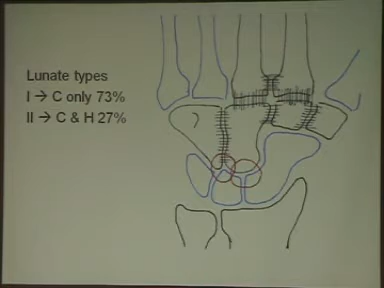 Lunate types
I → C only 73%
II → C & H 27%